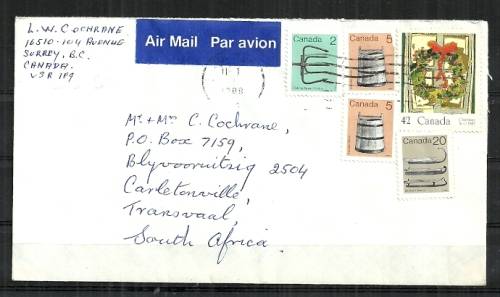 L.W. COCHRANE
16510-104 AVENUE
SURREY, B.C.
CANADA.
V3R 1P9
Air Mail Par avion
Canada 2
Canada 5
42 Canada
Canada 5
Canada 20
Mr + Mrs C. Cochrane,
P.O. Box 7159,
Blyvooruitzig 2504
Carletonville,
Transvaal,
South Africa